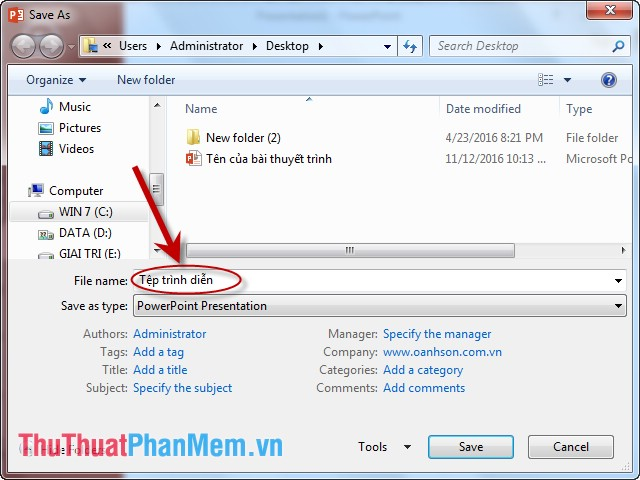 Presentation1 - PowerPoint
Save As
« Users Administrator Desktop Search Desktop
Organize New folder
Name Date modified Type
Music
Pictures
Videos
Computer
WIN 7 (C:)
DATA (D:)
GIAI TRI (E:)
New folder (2) 4/23/2016 8:21 PM File folder
Tên của bài thuyết trình 11/12/2016 10:13 ... Microsoft Po
File name: Tệp trình diễn
Save as type: PowerPoint Presentation
Authors: Administrator Manager: Specify the manager
Tags: Add a tag Company: www.oanhson.com.vn
Title: Add a title Categories: Add a category
Subject: Specify the subject Comments: Add comments
ThuThuatPhanMem.vn
Hide Folders Tools Save Cancel